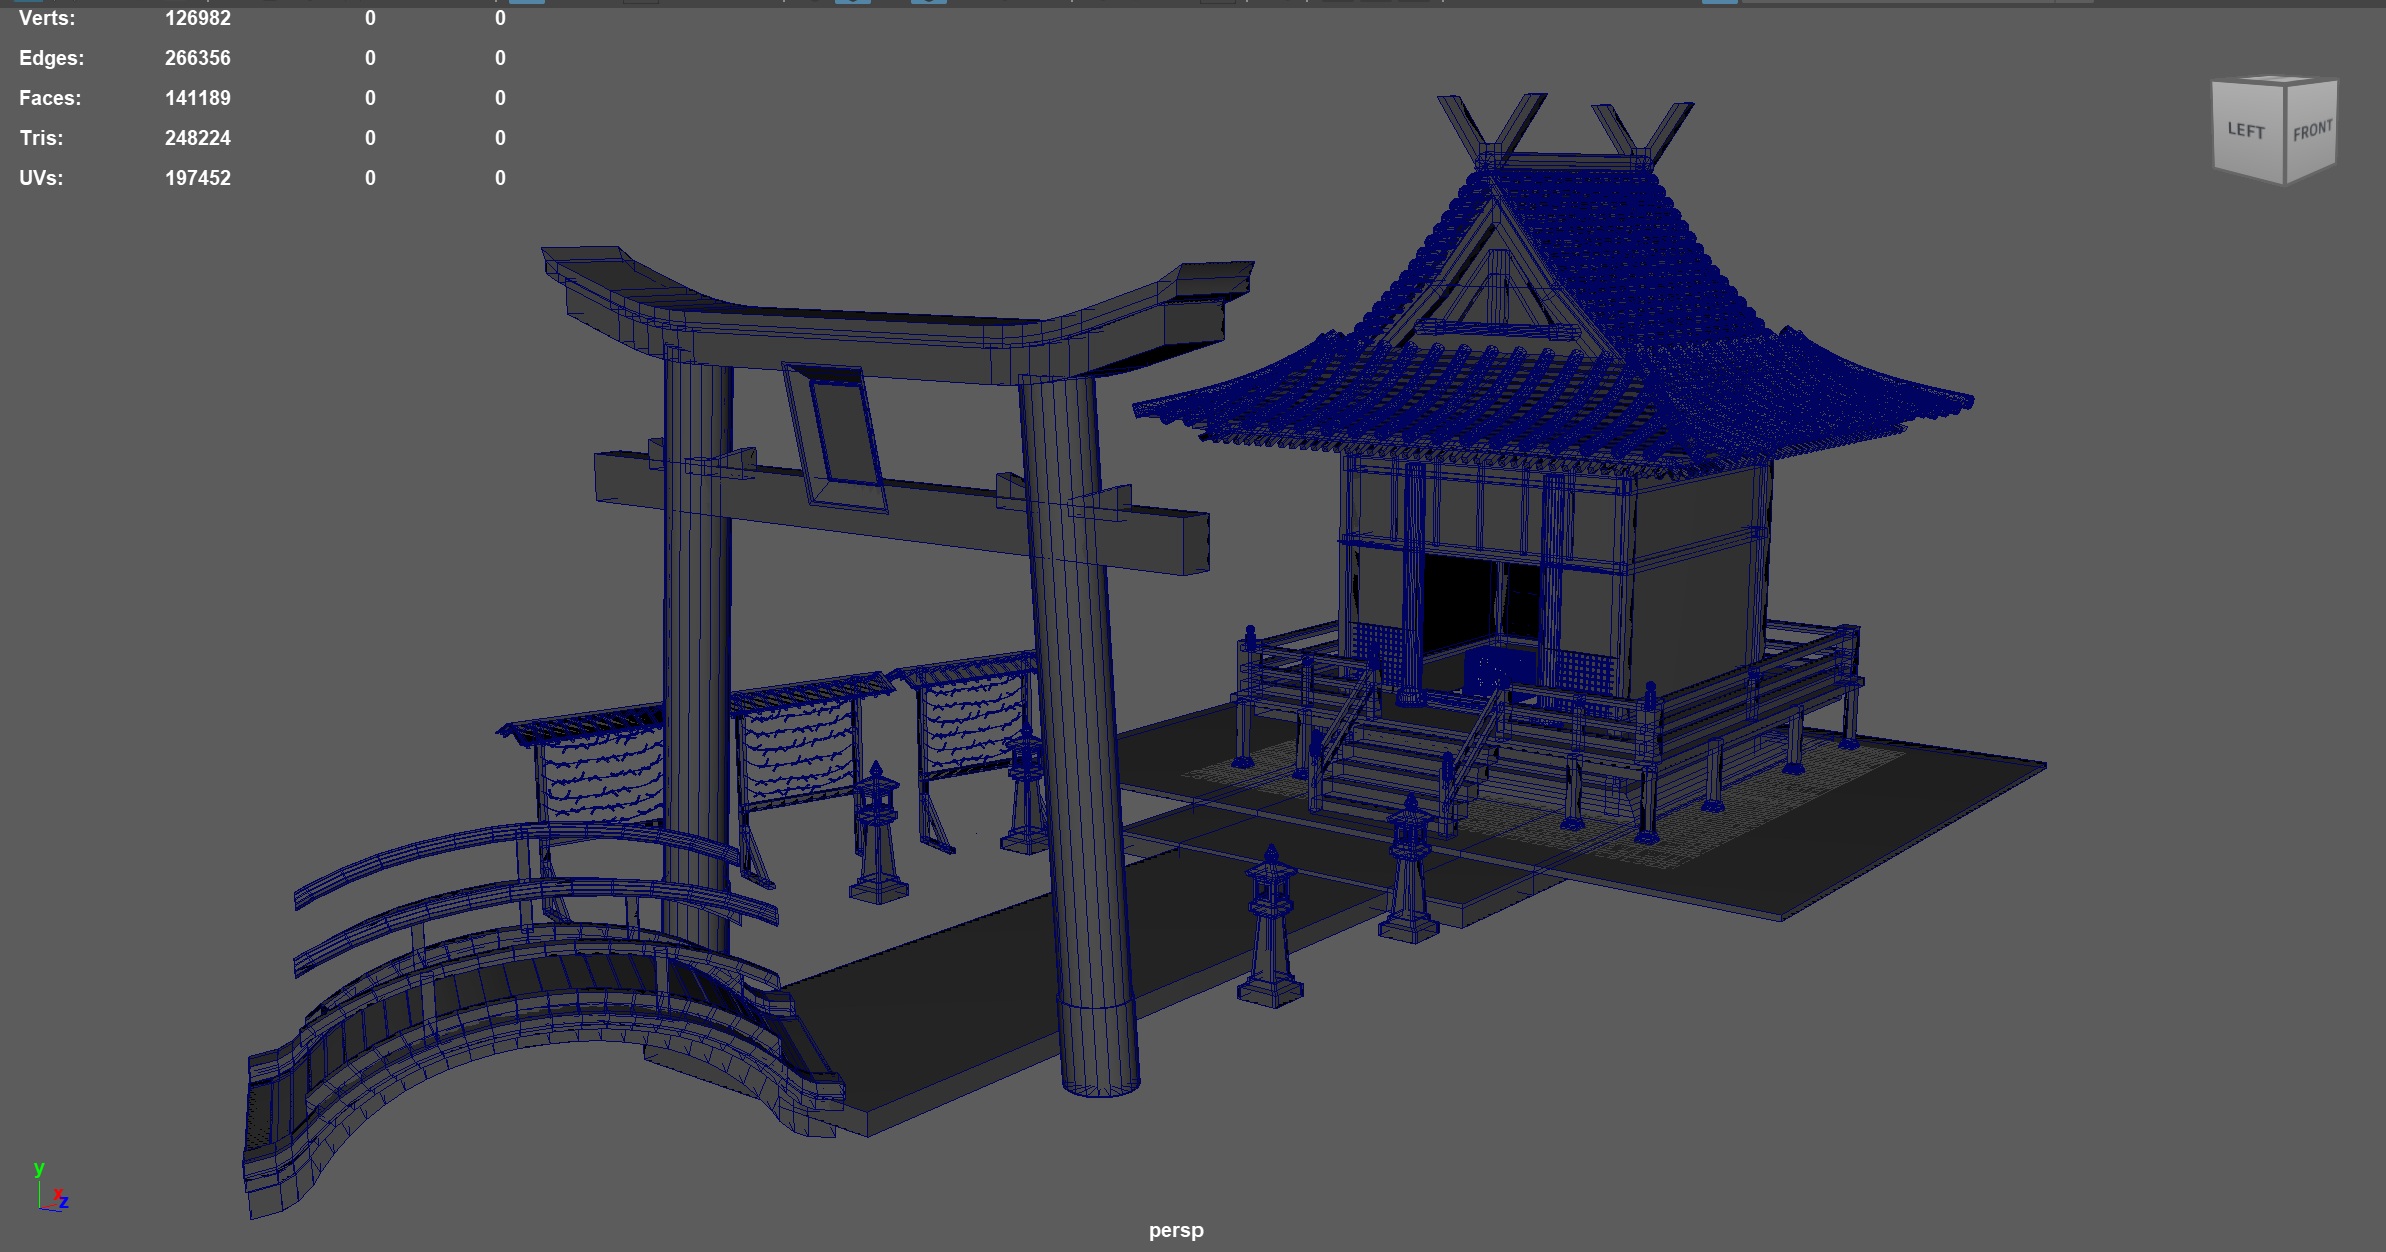 Verts: 126982 0 0
Edges: 266356 0 0
Faces: 141189 0 0
Tris: 248224 0 0
UVs: 197452 0 0
LEFT FRONT
y
x
z
persp